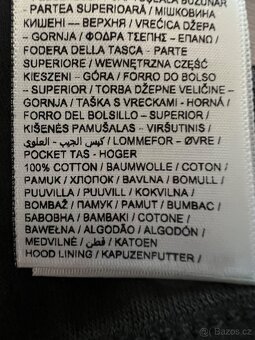 PARTEA SUPERIOARĂ / МІШКОВИНА
КИШЕНІ — ВЕРХНЯ / VREĆICA DŽEPA
- GORNJA / ФОДРА ΤΣΕΠΗΣ – ΕΠΑΝΩ /
FODERA DELLA TASCA - PARTE
SUPERIORE / WEWNĘTRZNA CZĘŚĆ
KIESZENI – GÓRA / FORRO DO BOLSO
– SUPERIOR / TORBA DŽEPNE VELIČINE –
GORNJA / TAŠKA S VRECKAMI - HORNÁ /
FORRO DEL BOLSILLO – SUPERIOR /
KIŠENĖS PAMUŠALAS – VIRŠUTINIS /
كيس الجيب - العلوي / LOMMEFOR – ØVRE /
POCKET TAS - HOGER
100% COTTON / BAUMWOLLE / COTON /
PAMUK / ХЛОПОК / BAVLNA / BOMULL /
PUUVILLA / PUUVILL / KOKVILNA /
BOMBAŽ / ПАМУК / PAMUT / BUMBAC /
БАВОВНА / ΒΑΜΒΑΚΙ / COTONE /
BAWEŁNA / ALGODÃO / ALGODÓN /
MEDVILNĖ / قطن / KATOEN
HOOD LINING / KAPUZENFUTTER /
Sbazar.cz